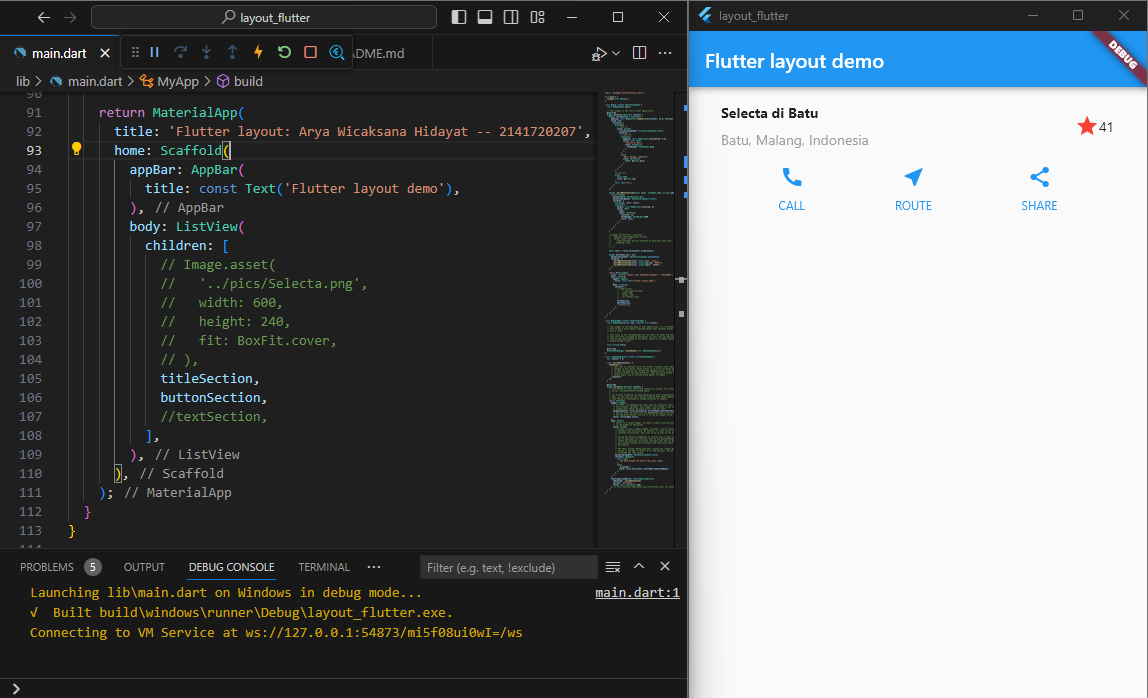 layout_flutter
main.dart
ADME.md
lib > main.dart > MyApp > build
90
91 return MaterialApp(
92 title: 'Flutter layout: Arya Wicaksana Hidayat -- 2141720207',
93 home: Scaffold(
94 appBar: AppBar(
95 title: const Text('Flutter layout demo'),
96 ), // AppBar
97 body: ListView(
98 children: [
99 // Image.asset(
100 // '../pics/Selecta.png',
101 // width: 600,
102 // height: 240,
103 // fit: BoxFit.cover,
104 // ),
105 titleSection,
106 buttonSection,
107 //textSection,
108 ],
109 ), // ListView
110 ), // Scaffold
111 ); // MaterialApp
112 }
113 }
114
PROBLEMS 5 OUTPUT DEBUG CONSOLE TERMINAL ··· Filter (e.g. text, !exclude)
Launching lib\main.dart on Windows in debug mode... main.dart:1
√ Built build\windows\runner\Debug\layout_flutter.exe.
Connecting to VM Service at ws://127.0.0.1:54873/mi5f08ui0wI=/ws
layout_flutter
Flutter layout demo
DEBUG
Selecta di Batu
Batu, Malang, Indonesia
41
CALL ROUTE SHARE